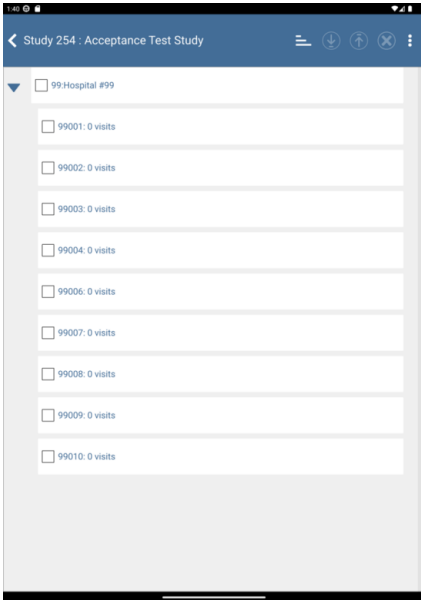 1:40
Study 254 : Acceptance Test Study
99:Hospital #99
99001: 0 visits
99002: 0 visits
99003: 0 visits
99004: 0 visits
99006: 0 visits
99007: 0 visits
99008: 0 visits
99009: 0 visits
99010: 0 visits